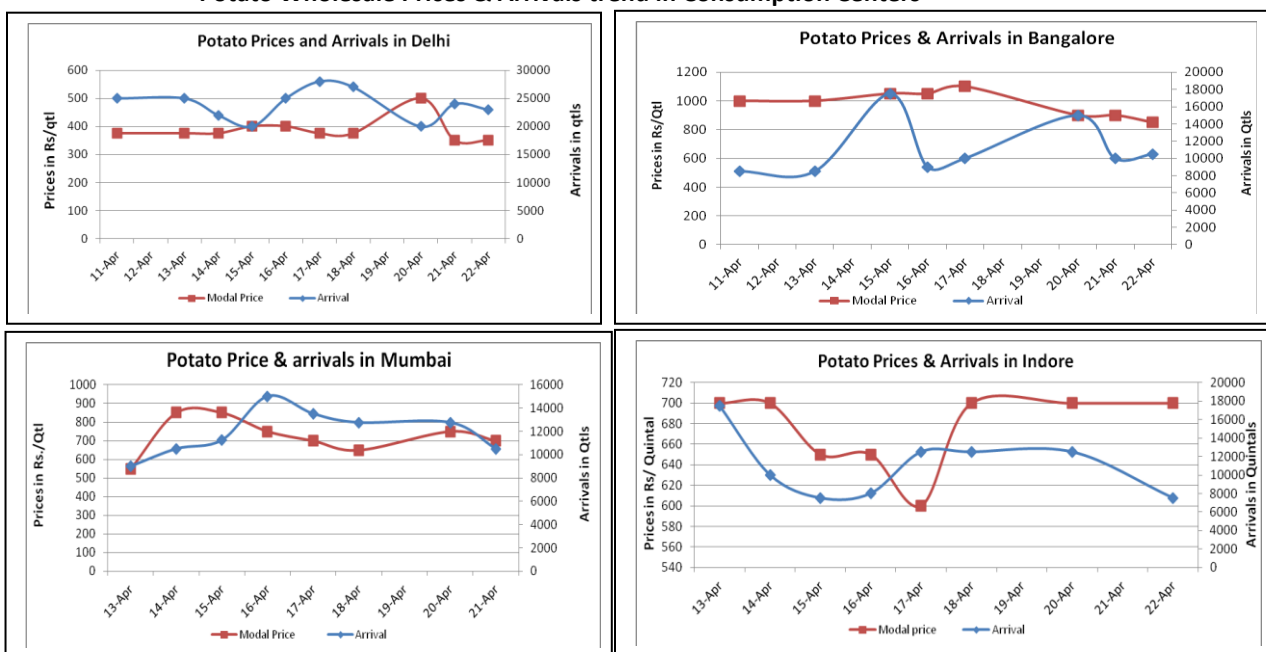 Potato Wholesale Prices & Arrivals trend in Consumption Centers
Potato Prices and Arrivals in Delhi
600
500
400
300
200
100
0
30000
25000
20000
15000
10000
5000
0
Prices in Rs/qtl
Arrivals in qtls
11-Apr
12-Apr
13-Apr
14-Apr
15-Apr
16-Apr
17-Apr
18-Apr
19-Apr
20-Apr
21-Apr
22-Apr
Modal Price
Arrival
Potato Prices & Arrivals in Bangalore
1200
1000
800
600
400
200
0
20000
18000
16000
14000
12000
10000
8000
6000
4000
2000
0
Prices in Rs/qtl
Arrivals in Qtls
11-Apr
12-Apr
13-Apr
14-Apr
15-Apr
16-Apr
17-Apr
18-Apr
19-Apr
20-Apr
21-Apr
22-Apr
Modal Price
Arrival
Potato Price & arrivals in Mumbai
1000
900
800
700
600
500
400
300
200
100
0
16000
14000
12000
10000
8000
6000
4000
2000
0
Prices in Rs./Qtl
Arrivals in Qtls
13-Apr
14-Apr
15-Apr
16-Apr
17-Apr
18-Apr
20-Apr
21-Apr
Modal Price
Arrival
Potato Prices & Arrivals in Indore
720
700
680
660
640
620
600
580
560
540
20000
18000
16000
14000
12000
10000
8000
6000
4000
2000
0
Prices in Rs/ Quintal
Arrivals in Quintals
13-Apr
14-Apr
15-Apr
16-Apr
17-Apr
18-Apr
20-Apr
22-Apr
Modal price
Arrival